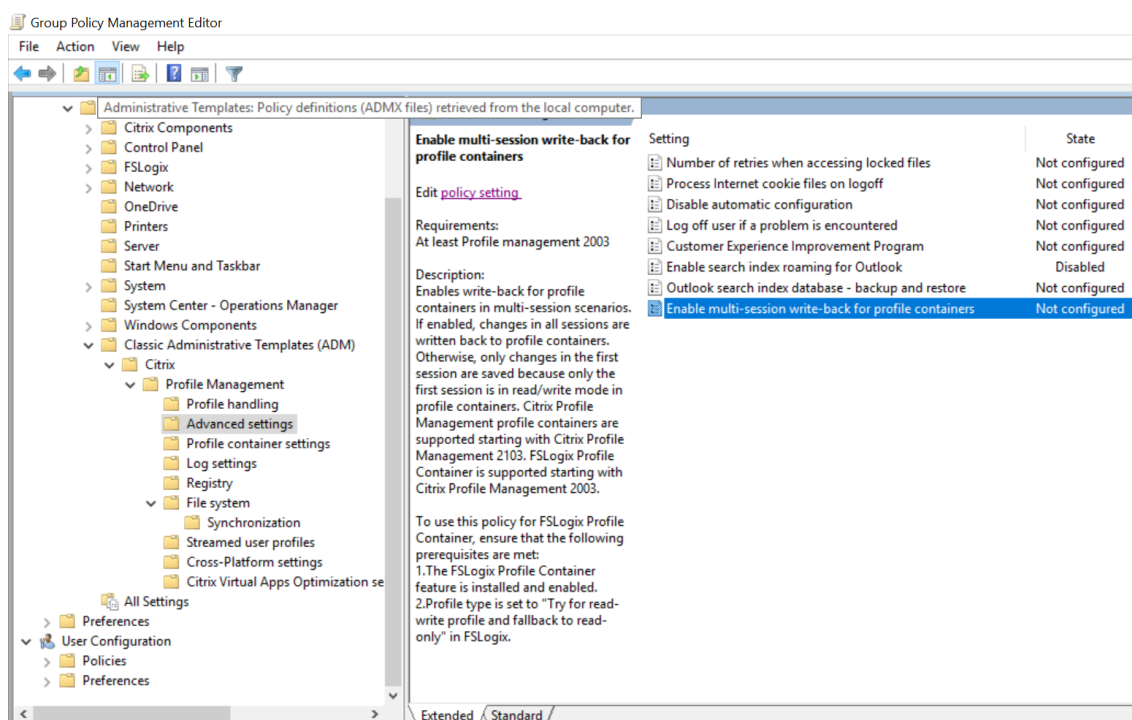 Group Policy Management Editor
File Action View Help
Administrative Templates: Policy definitions (ADMX files) retrieved from the local computer.
Citrix Components
Control Panel
FSLogix
Network
OneDrive
Printers
Server
Start Menu and Taskbar
System
System Center - Operations Manager
Windows Components
Classic Administrative Templates (ADM)
Citrix
Profile Management
Profile handling
Advanced settings
Profile container settings
Log settings
Registry
File system
Synchronization
Streamed user profiles
Cross-Platform settings
Citrix Virtual Apps Optimization se
All Settings
Preferences
User Configuration
Policies
Preferences
Enable multi-session write-back for
profile containers
Edit policy setting
Requirements:
At least Profile management 2003
Description:
Enables write-back for profile
containers in multi-session scenarios.
If enabled, changes in all sessions are
written back to profile containers.
Otherwise, only changes in the first
session are saved because only the
first session is in read/write mode in
profile containers. Citrix Profile
Management profile containers are
supported starting with Citrix Profile
Management 2103. FSLogix Profile
Container is supported starting with
Citrix Profile Management 2003.
To use this policy for FSLogix Profile
Container, ensure that the following
prerequisites are met:
1.The FSLogix Profile Container
feature is installed and enabled.
2.Profile type is set to "Try for read-
write profile and fallback to read-
only" in FSLogix.
Setting State
Number of retries when accessing locked files Not configured
Process Internet cookie files on logoff Not configured
Disable automatic configuration Not configured
Log off user if a problem is encountered Not configured
Customer Experience Improvement Program Not configured
Enable search index roaming for Outlook Disabled
Outlook search index database - backup and restore Not configured
Enable multi-session write-back for profile containers Not configured
Extended Standard